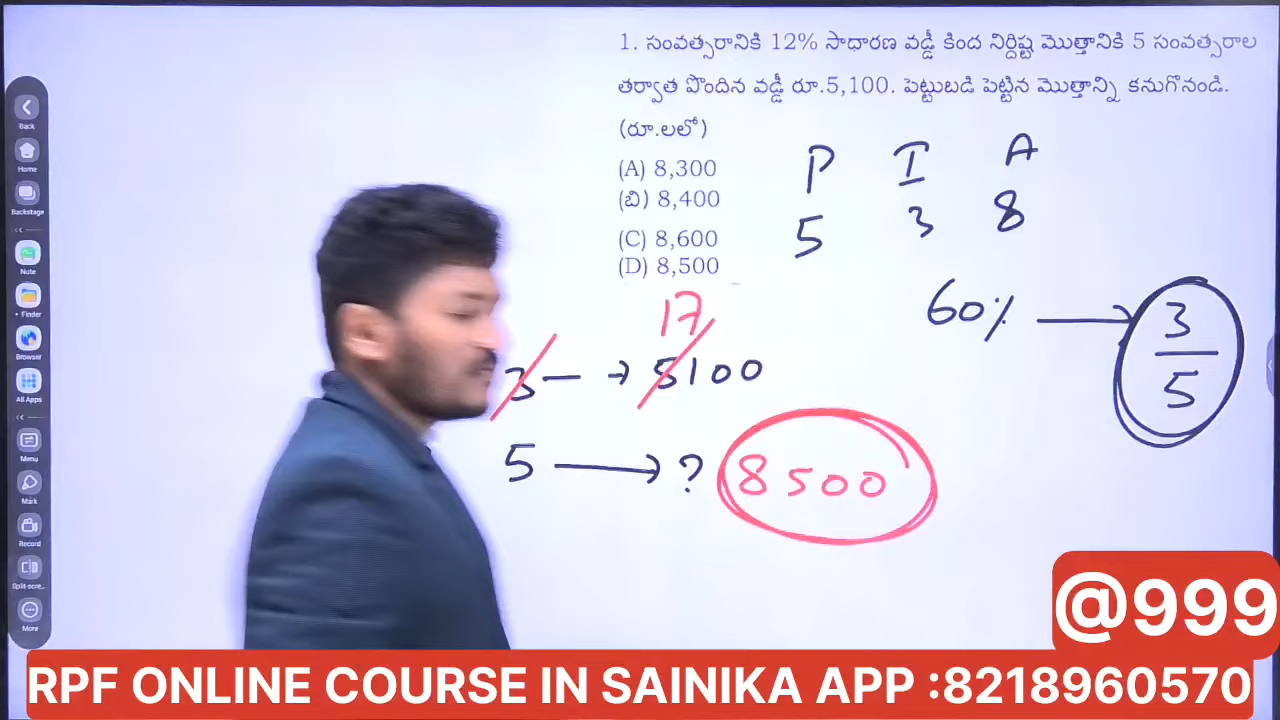 1. సంవత్సరానికి 12% సాధారణ వడ్డీ కింద నిర్దిష్ట మొత్తానికి 5 సంవత్సరాల
తర్వాత పొందిన వడ్డీ రూ.5,100. పెట్టుబడి పెట్టిన మొత్తాన్ని కనుగొనండి.
(రూ.లలో)
(A) 8,300
(బి) 8,400
(C) 8,600
(D) 8,500
P I A
5 3 8
60% → 3/5
17
3 — → 5100
5 → ? 8500
Back
Home
Backstage
Note
Finder
Browser
All Apps
Menu
Mark
Record
Split-scre...
More
@999
RPF ONLINE COURSE IN SAINIKA APP :8218960570